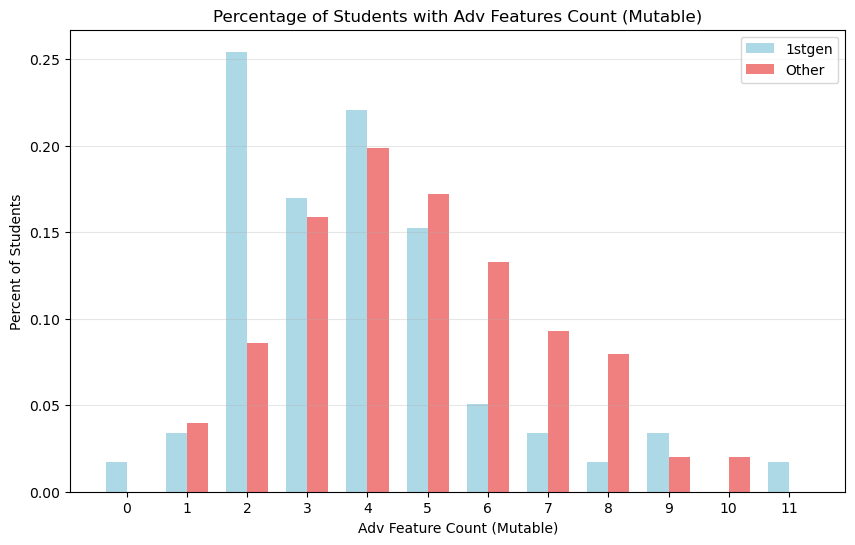 Percentage of Students with Adv Features Count (Mutable)
1stgen
Other
Percent of Students
0.25
0.20
0.15
0.10
0.05
0.00
0 1 2 3 4 5 6 7 8 9 10 11
Adv Feature Count (Mutable)